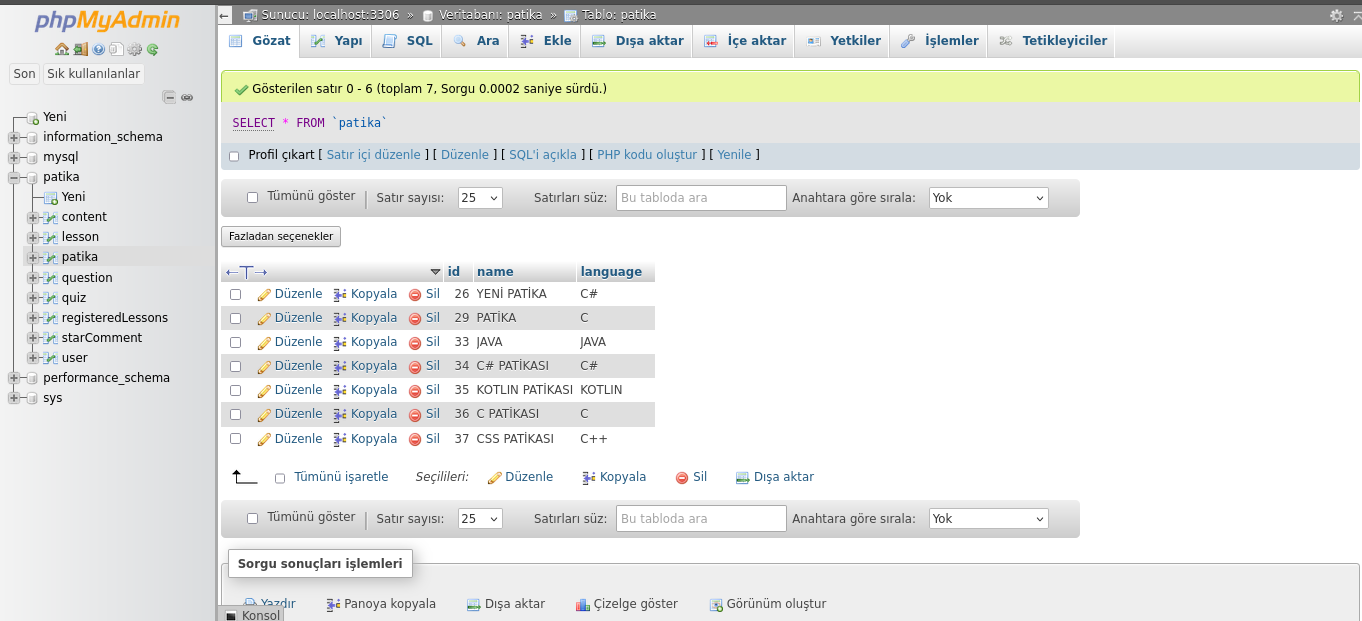 phpMyAdmin
Son Sık kullanılanlar
Yeni
information_schema
mysql
patika
Yeni
content
lesson
patika
question
quiz
registeredLessons
starComment
user
performance_schema
sys
Sunucu: localhost:3306 » Veritabanı: patika » Tablo: patika
Gözat Yapı SQL Ara Ekle Dışa aktar İçe aktar Yetkiler İşlemler Tetikleyiciler
Gösterilen satır 0 - 6 (toplam 7, Sorgu 0.0002 saniye sürdü.)
SELECT * FROM `patika`
Profil çıkart [ Satır içi düzenle ] [ Düzenle ] [ SQL'i açıkla ] [ PHP kodu oluştur ] [ Yenile ]
Tümünü göster | Satır sayısı: 25 Satırları süz: Bu tabloda ara Anahtara göre sırala: Yok
Fazladan seçenekler
←T→ id name language
Düzenle Kopyala Sil 26 YENİ PATİKA C#
Düzenle Kopyala Sil 29 PATİKA C
Düzenle Kopyala Sil 33 JAVA JAVA
Düzenle Kopyala Sil 34 C# PATİKASI C#
Düzenle Kopyala Sil 35 KOTLIN PATİKASI KOTLIN
Düzenle Kopyala Sil 36 C PATİKASI C
Düzenle Kopyala Sil 37 CSS PATİKASI C++
Tümünü işaretle Seçilileri: Düzenle Kopyala Sil Dışa aktar
Tümünü göster | Satır sayısı: 25 Satırları süz: Bu tabloda ara Anahtara göre sırala: Yok
Sorgu sonuçları işlemleri
Yazdır Panoya kopyala Dışa aktar Çizelge göster Görünüm oluştur
Konsol